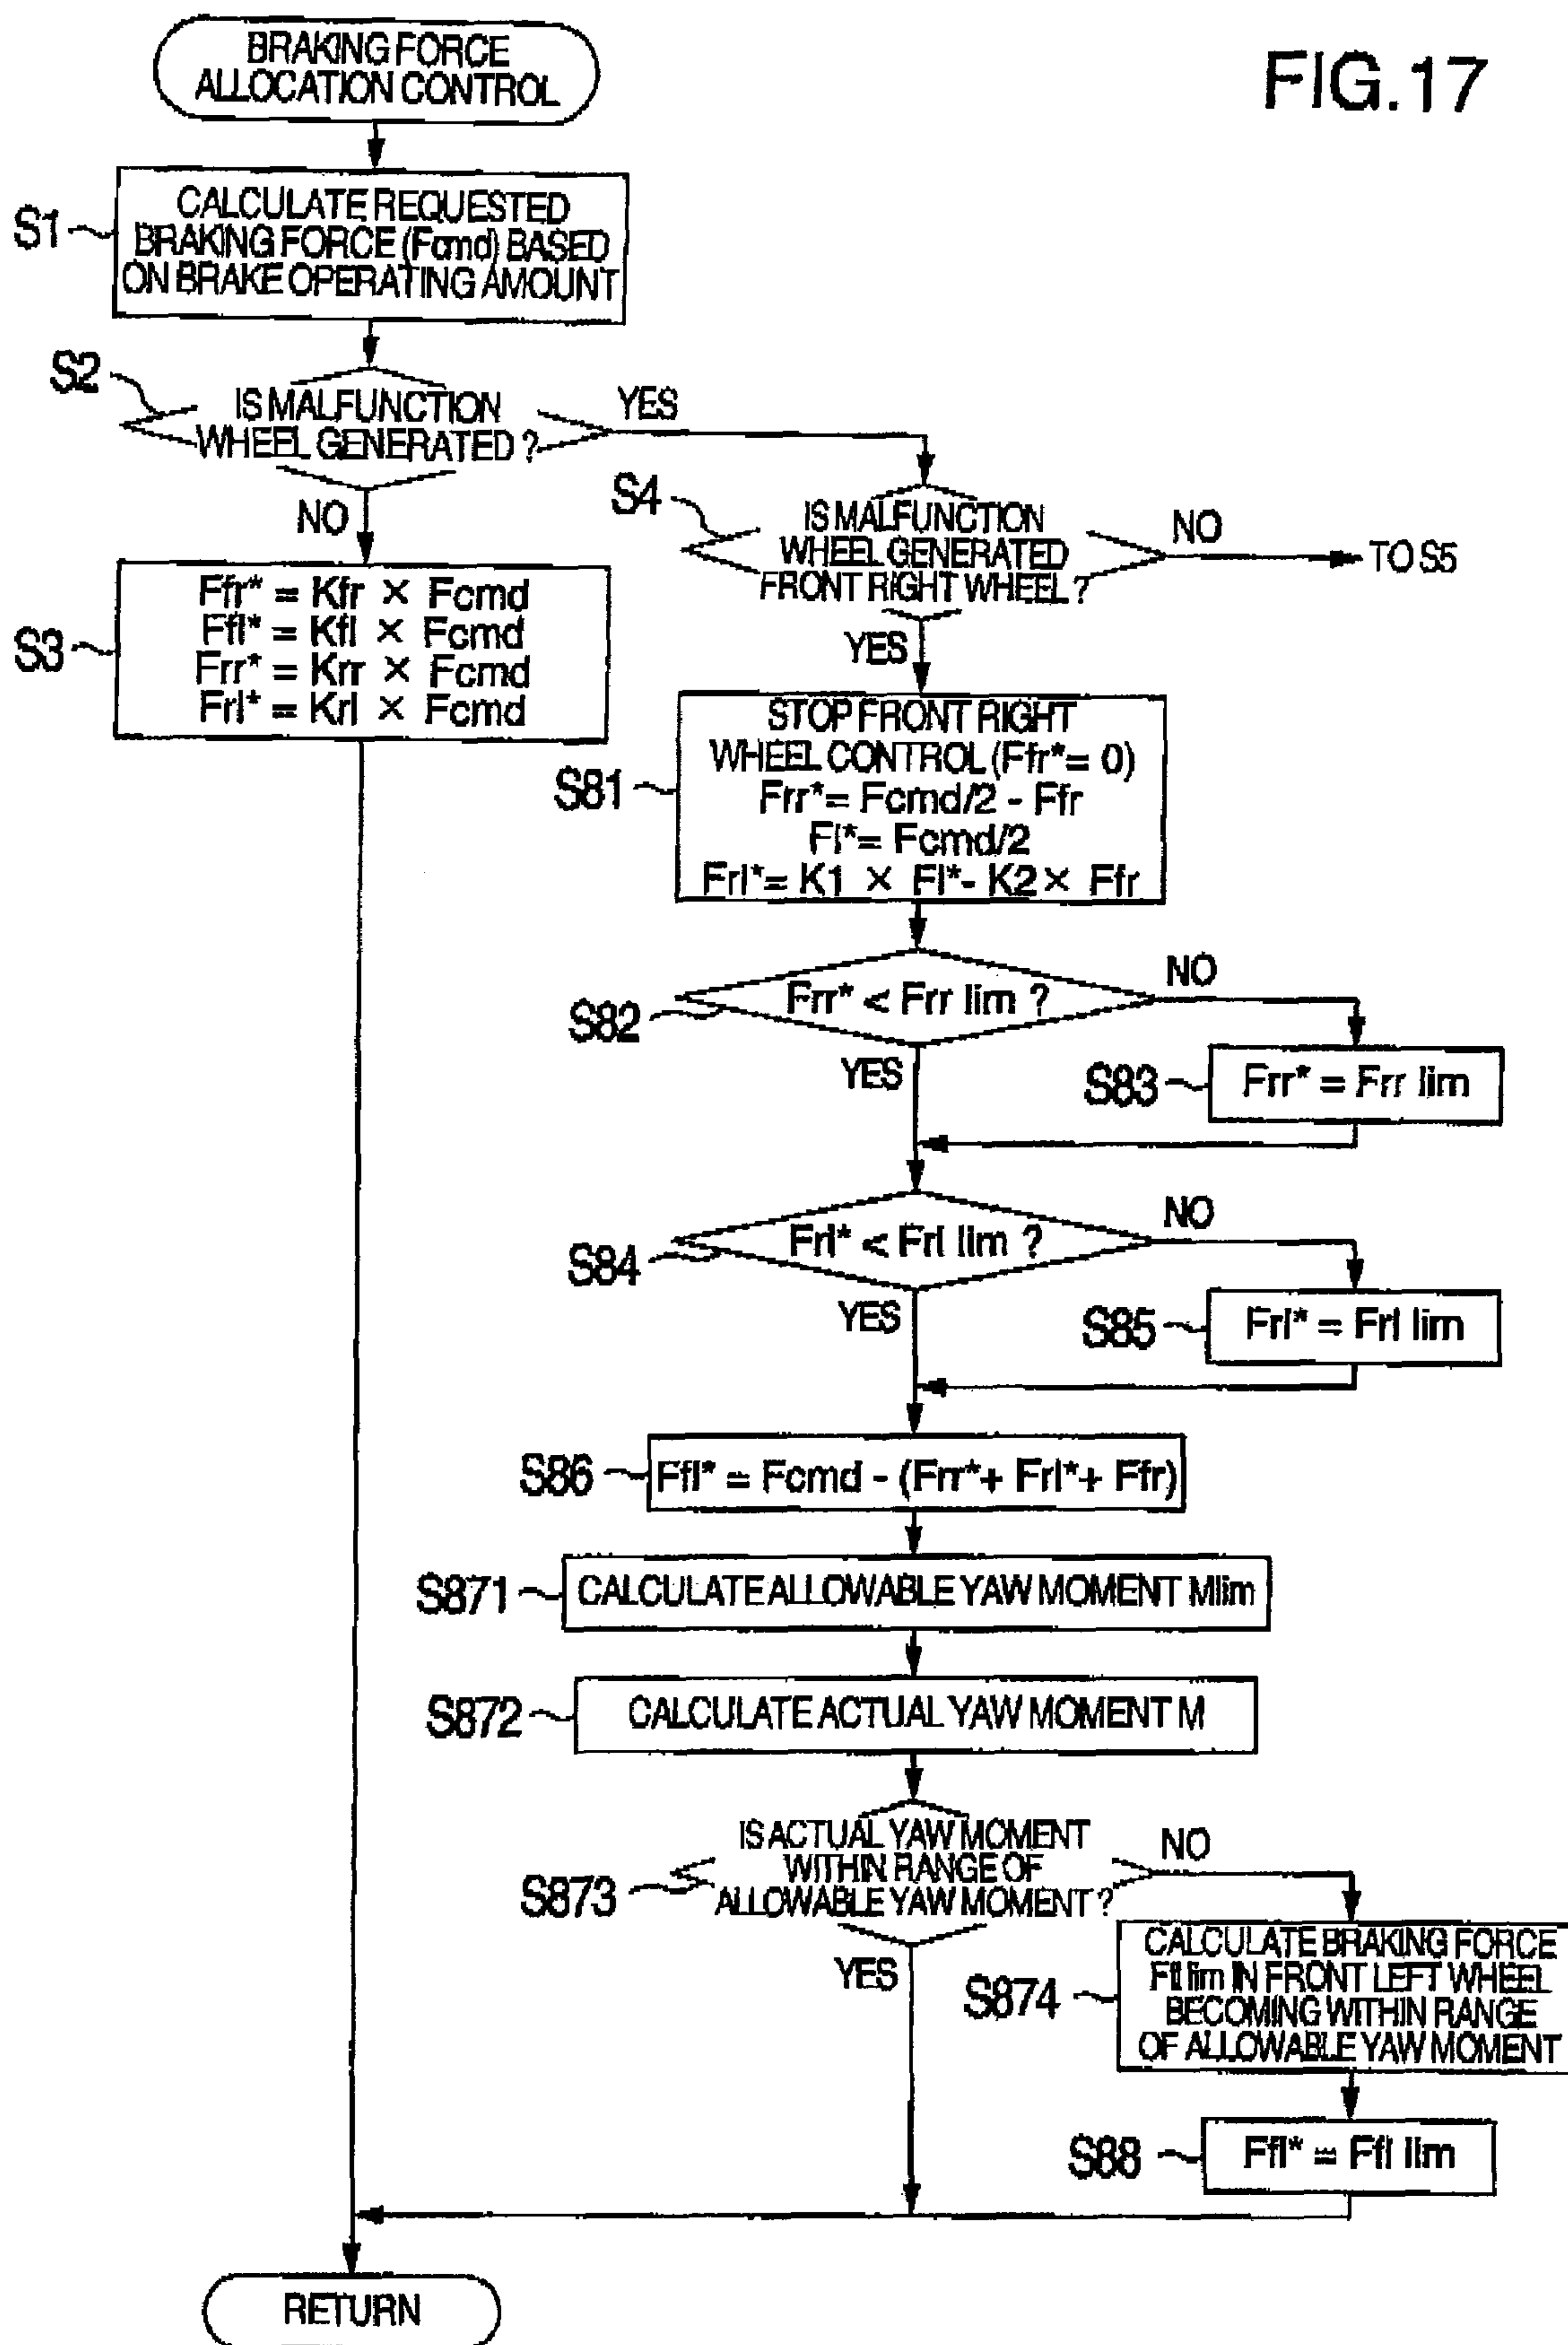 FIG.17
BRAKING FORCE
ALLOCATION CONTROL
S1
CALCULATE REQUESTED
BRAKING FORCE (Fcmd) BASED
ON BRAKE OPERATING AMOUNT
S2
IS MALFUNCTION
WHEEL GENERATED ?
YES
NO
S3
Ffr* = Kfr × Fcmd
Ffl* = Kfl × Fcmd
Frr* = Krr × Fcmd
Frl* = Krl × Fcmd
S4
IS MALFUNCTION
WHEEL GENERATED
FRONT RIGHT WHEEL ?
NO
TO S5
YES
S81
STOP FRONT RIGHT
WHEEL CONTROL (Ffr*= 0)
Frr*= Fcmd/2 - Ffr
Fl*= Fcmd/2
Frl*= K1 × Fl*- K2 × Ffr
S82
Frr* < Frr lim ?
NO
YES
S83
Frr* = Frr lim
S84
Frl* < Frl lim ?
NO
YES
S85
Frl* = Frl lim
S86
Ffl* = Fcmd - (Frr*+ Frl*+ Ffr)
S871
CALCULATE ALLOWABLE YAW MOMENT Mlim
S872
CALCULATE ACTUAL YAW MOMENT M
S873
IS ACTUAL YAW MOMENT
WITHIN RANGE OF
ALLOWABLE YAW MOMENT ?
NO
YES
S874
CALCULATE BRAKING FORCE
Ffl lim IN FRONT LEFT WHEEL
BECOMING WITHIN RANGE
OF ALLOWABLE YAW MOMENT
S88
Ffl* = Ffl lim
RETURN